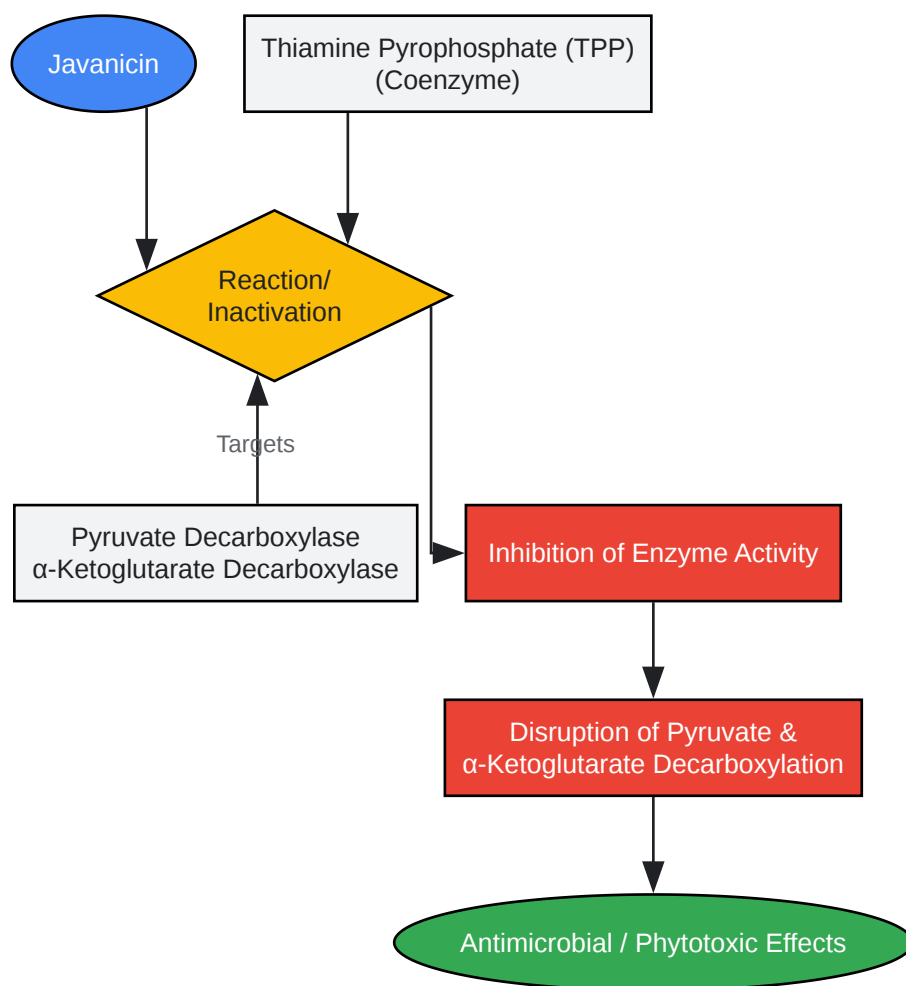 Javanicin
Thiamine Pyrophosphate (TPP)
(Coenzyme)
Reaction/
Inactivation
Targets
Pyruvate Decarboxylase
α-Ketoglutarate Decarboxylase
Inhibition of Enzyme Activity
Disruption of Pyruvate &
α-Ketoglutarate Decarboxylation
Antimicrobial / Phytotoxic Effects